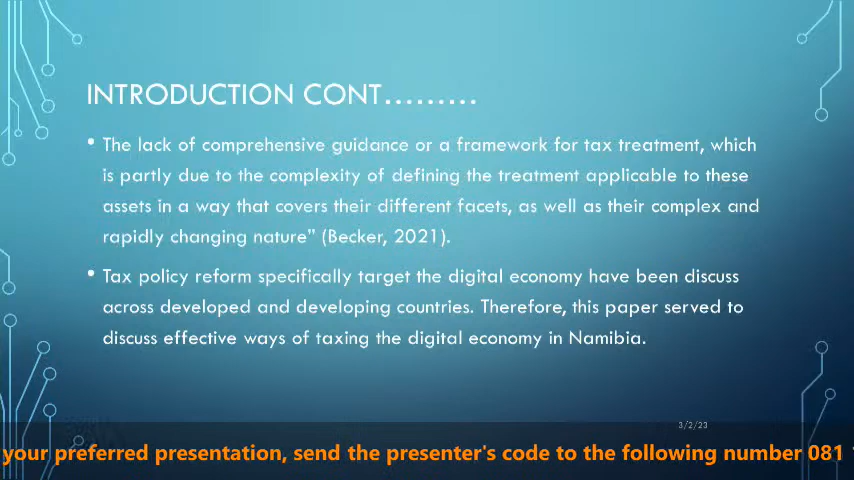 INTRODUCTION CONT.........
• The lack of comprehensive guidance or a framework for tax treatment, which
is partly due to the complexity of defining the treatment applicable to these
assets in a way that covers their different facets, as well as their complex and
rapidly changing nature” (Becker, 2021).
• Tax policy reform specifically target the digital economy have been discuss
across developed and developing countries. Therefore, this paper served to
discuss effective ways of taxing the digital economy in Namibia.
3/2/23
your preferred presentation, send the presenter's code to the following number 081